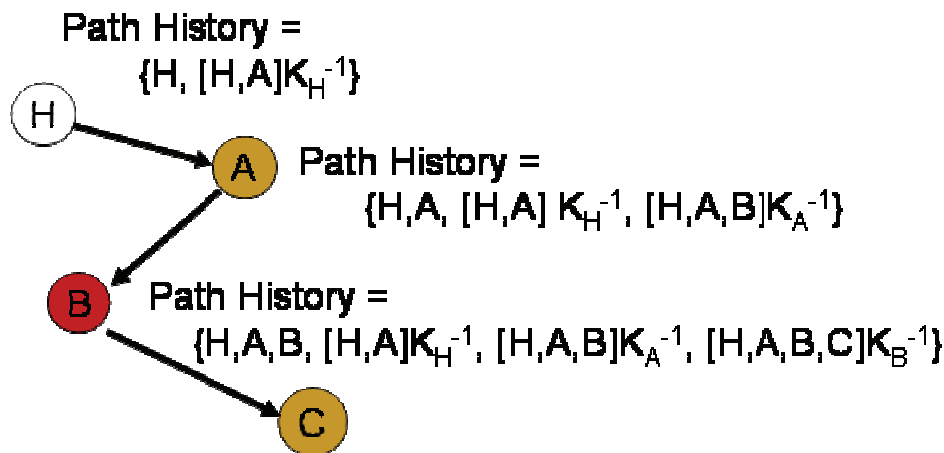 Path History =
{H, [H,A]K_H^-1}
H
A
Path History =
{H,A, [H,A] K_H^-1, [H,A,B]K_A^-1}
B
Path History =
{H,A,B, [H,A]K_H^-1, [H,A,B]K_A^-1, [H,A,B,C]K_B^-1}
C